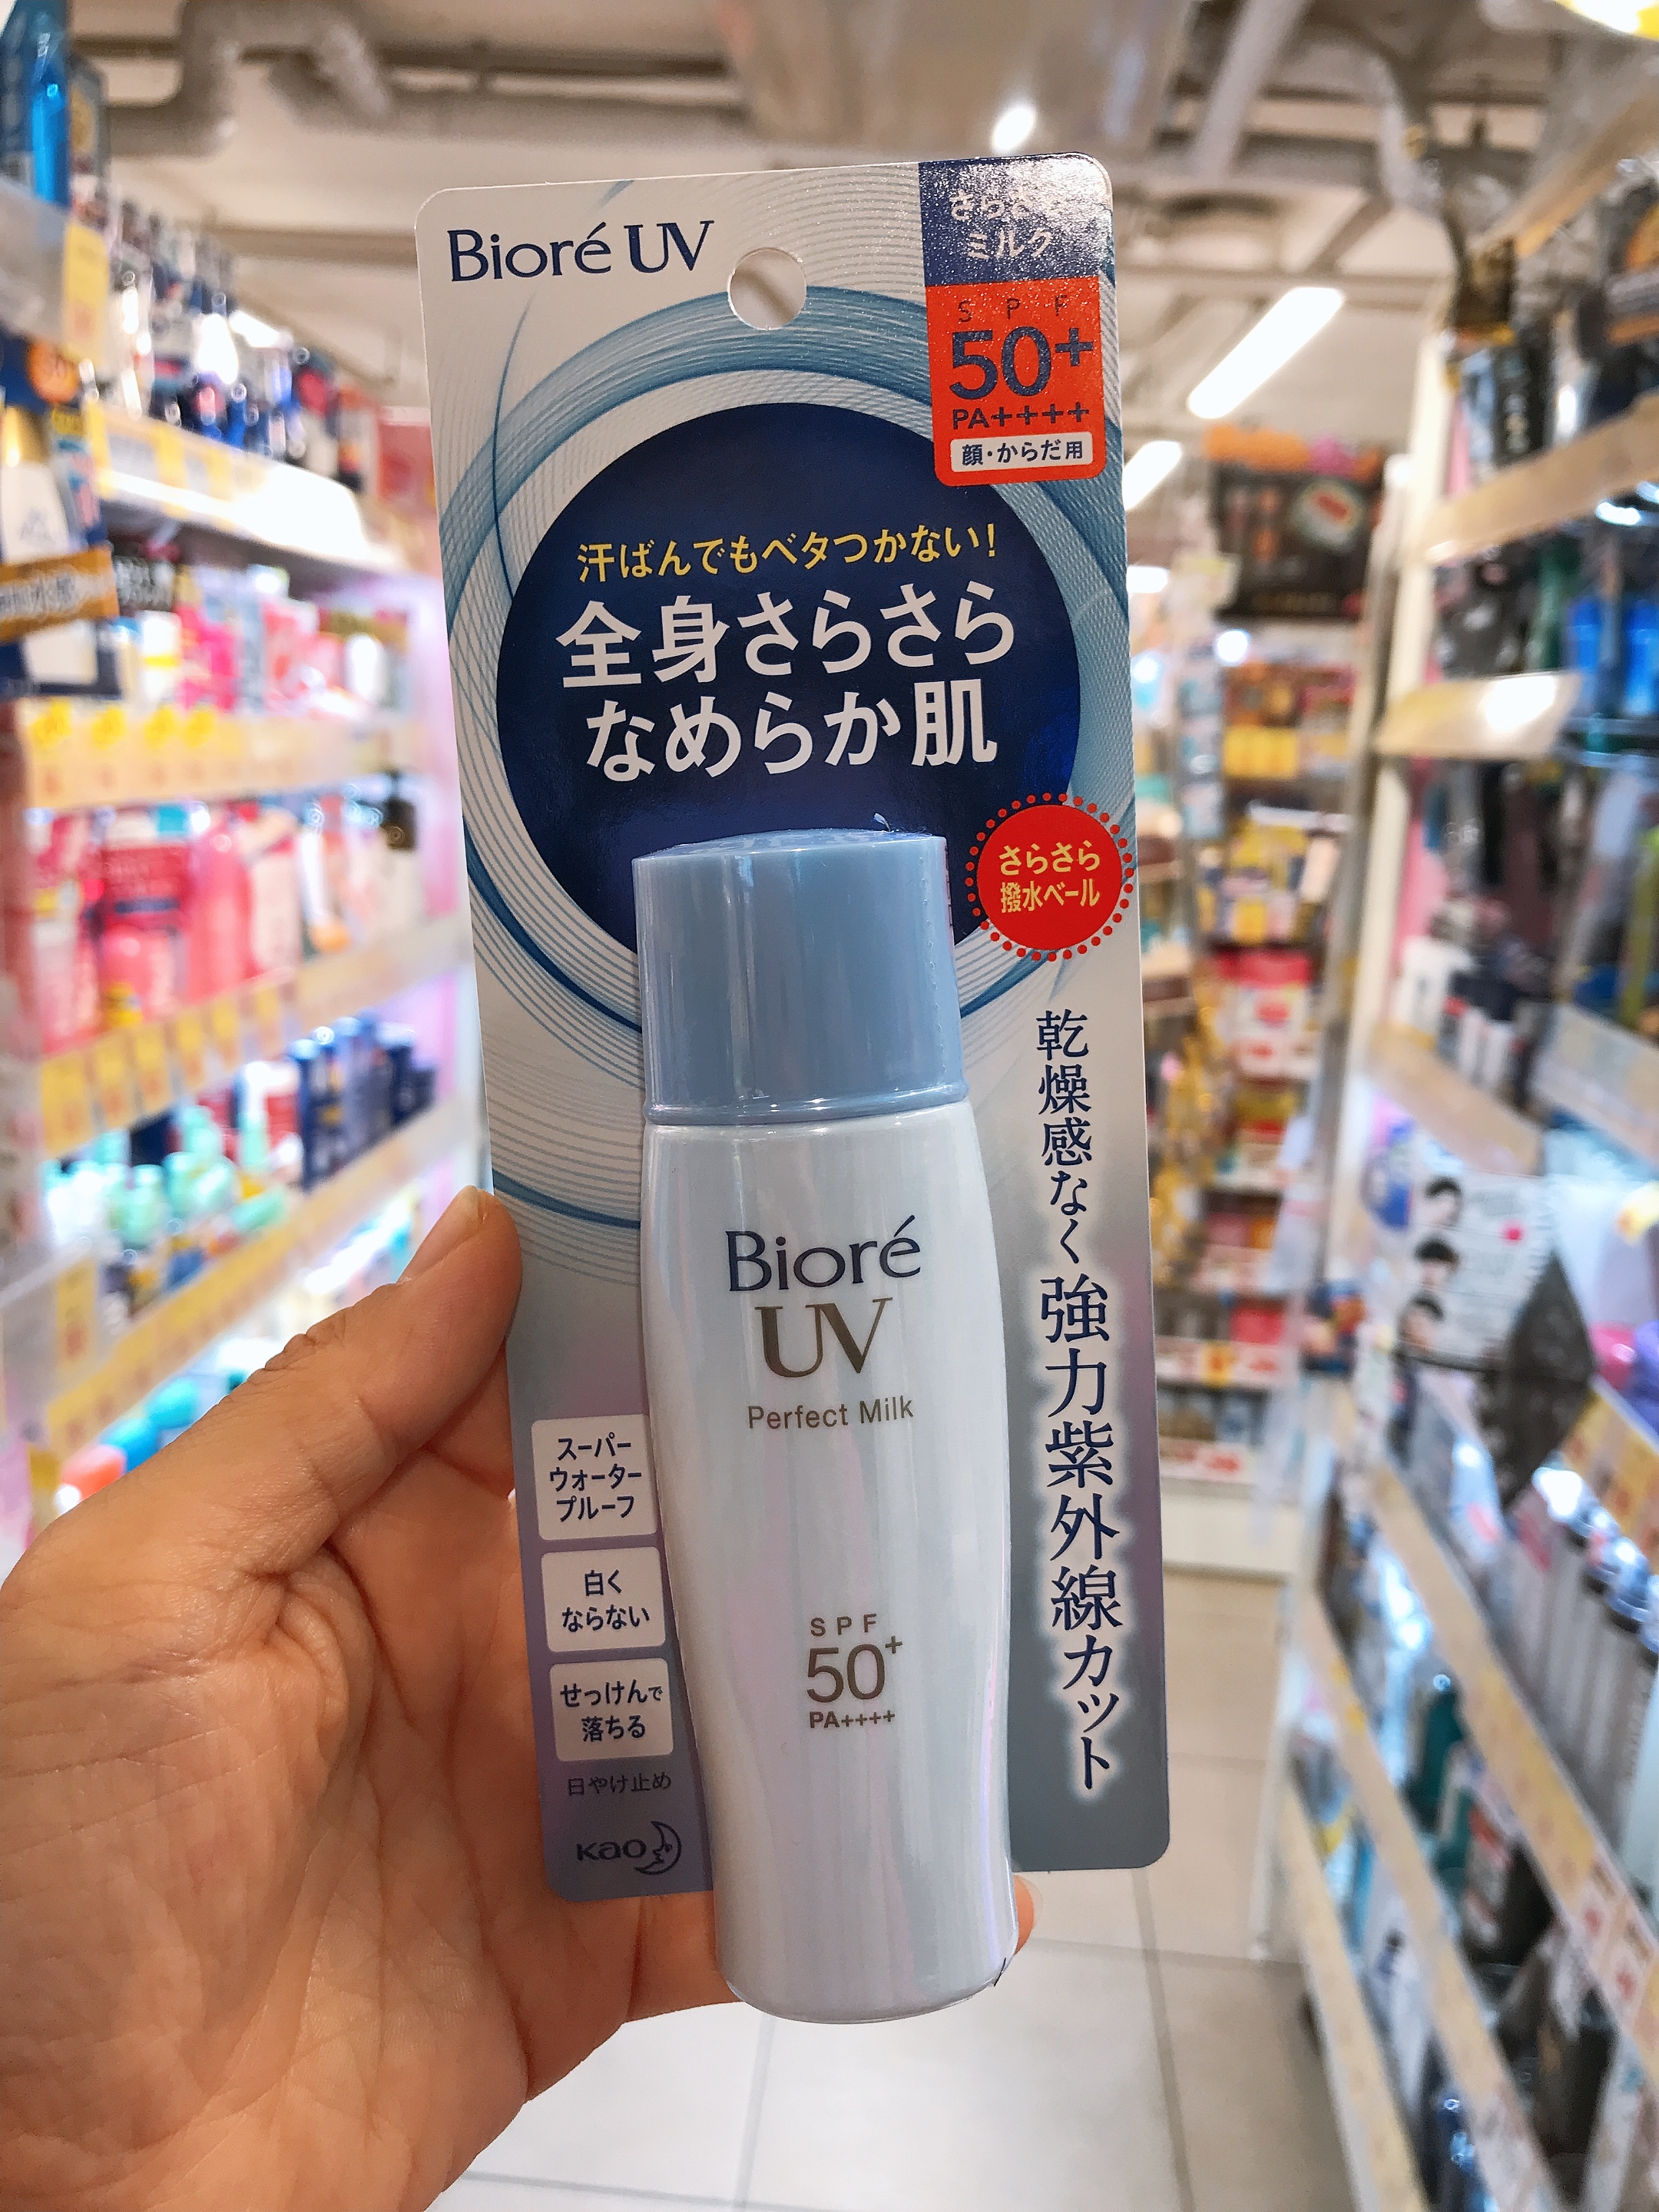 Bioré UV
ミルク
SPF
50+
PA++++
顔・からだ用
汗ばんでもベタつかない!
全身さらさら
なめらか肌
さらさら
撥水ベール
乾燥感なく強力紫外線カット
Bioré
UV
Perfect Milk
SPF
50+
PA++++
スーパー
ウォーター
プルーフ
白く
ならない
せっけんで
落ちる
日やけ止め
Kao